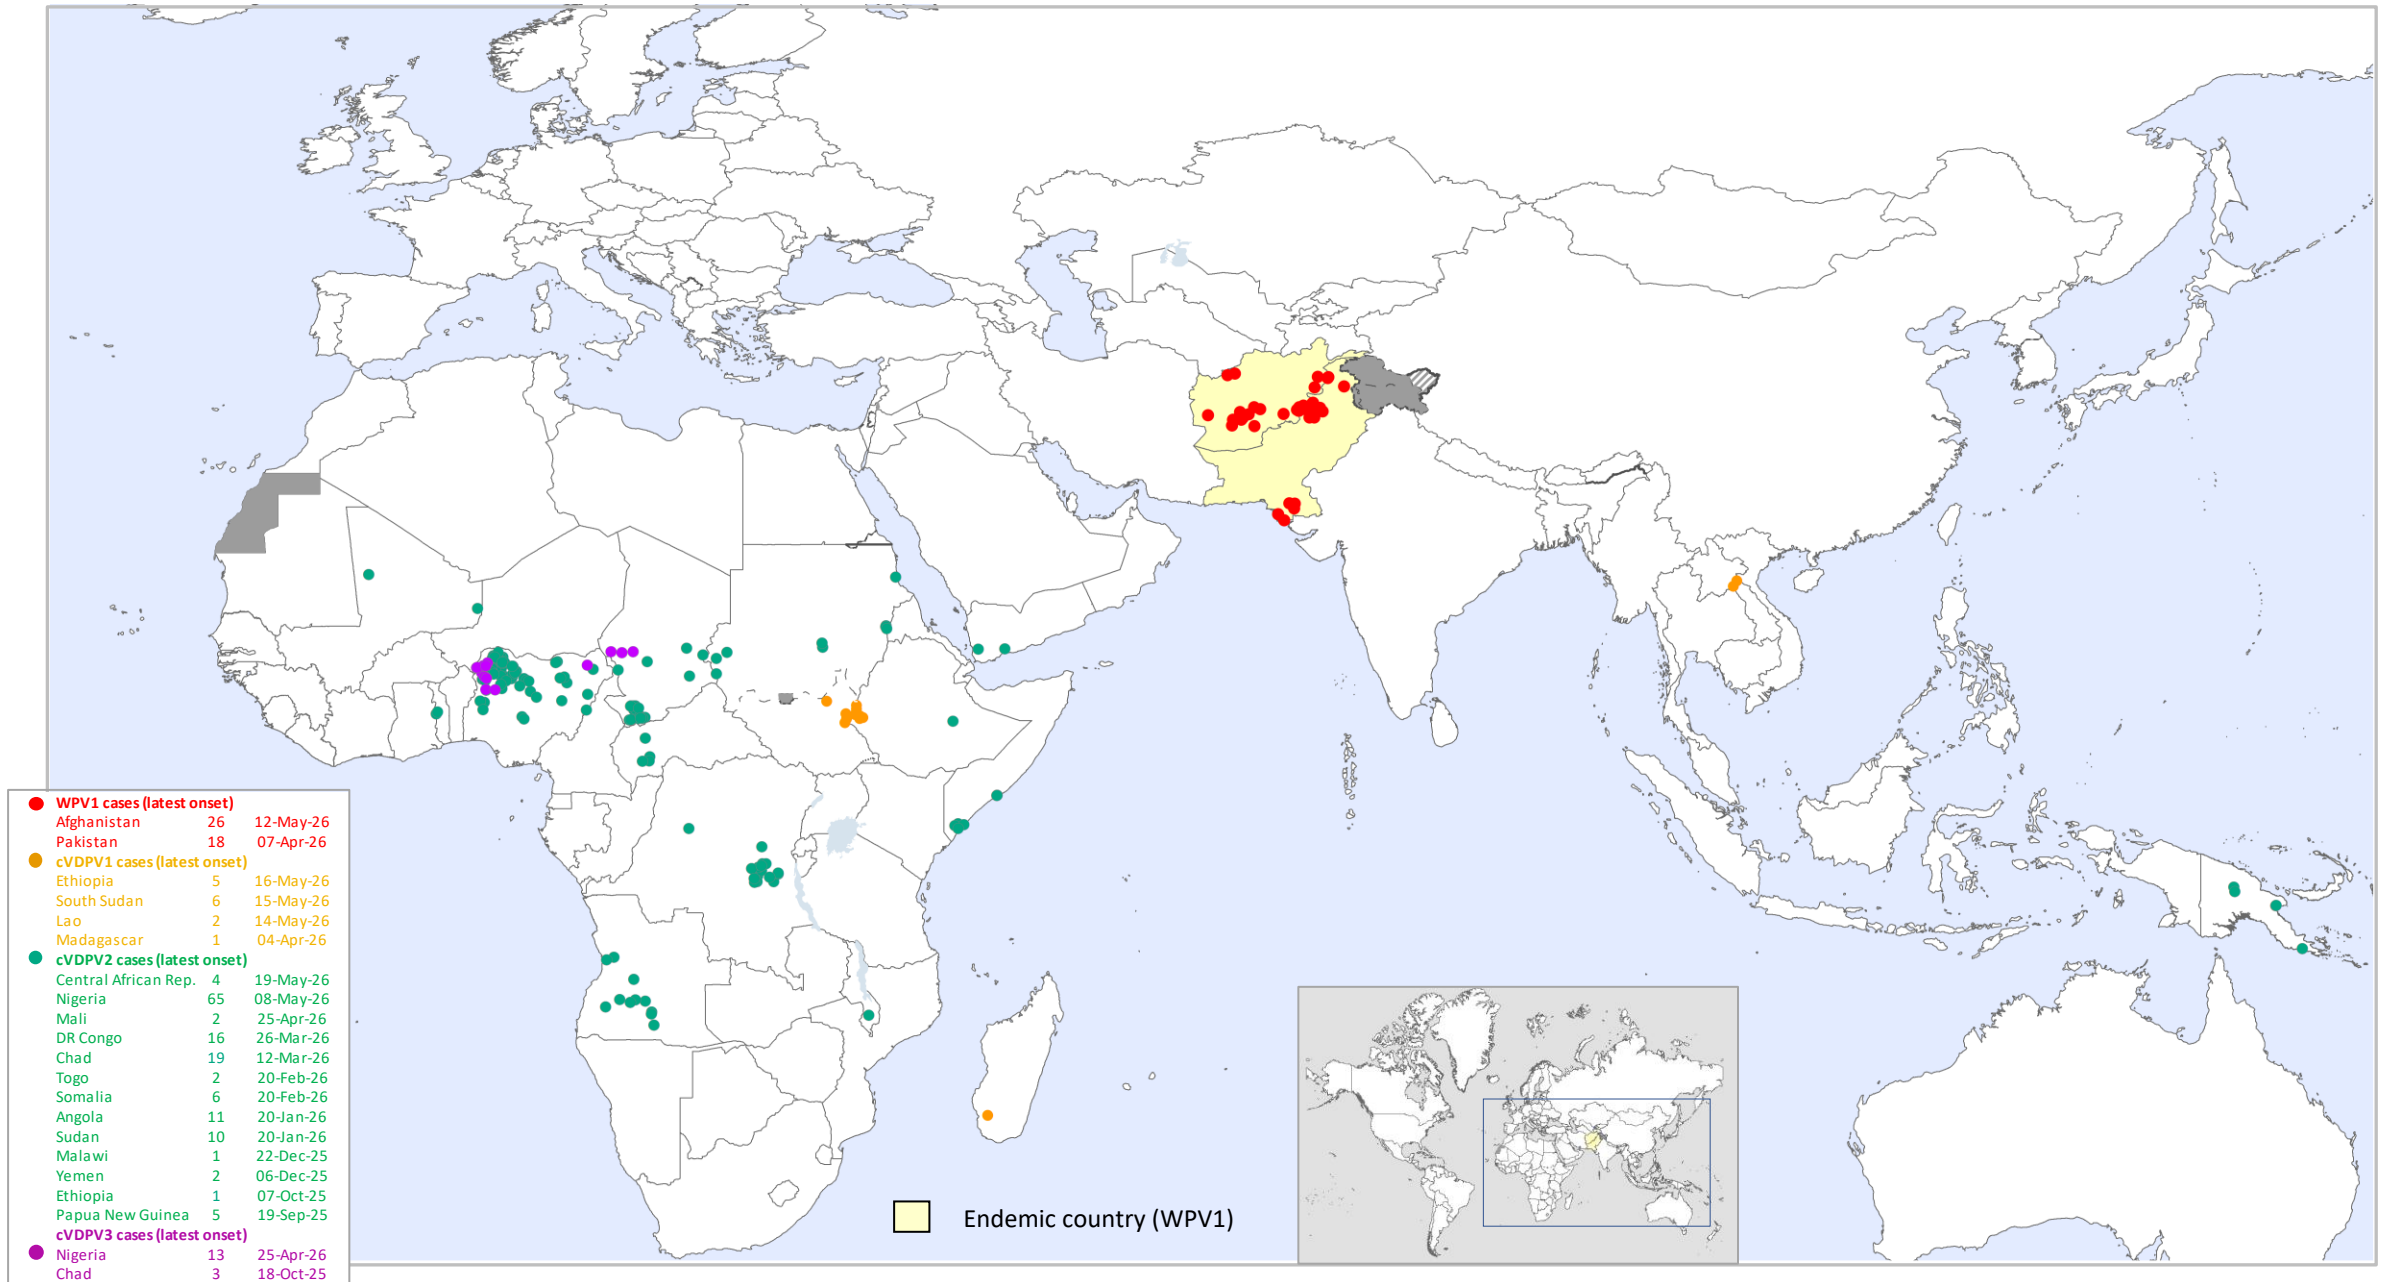 WPV1 cases (latest onset)
Afghanistan 26 12-May-26
Pakistan 18 07-Apr-26
cVDPV1 cases (latest onset)
Ethiopia 5 16-May-26
South Sudan 6 15-May-26
Lao 2 14-May-26
Madagascar 1 04-Apr-26
cVDPV2 cases (latest onset)
Central African Rep. 4 19-May-26
Nigeria 65 08-May-26
Mali 2 25-Apr-26
DR Congo 16 26-Mar-26
Chad 19 12-Mar-26
Togo 2 20-Feb-26
Somalia 6 20-Feb-26
Angola 11 20-Jan-26
Sudan 10 20-Jan-26
Malawi 1 22-Dec-25
Yemen 2 06-Dec-25
Ethiopia 1 07-Oct-25
Papua New Guinea 5 19-Sep-25
cVDPV3 cases (latest onset)
Nigeria 13 25-Apr-26
Chad 3 18-Oct-25
Endemic country (WPV1)